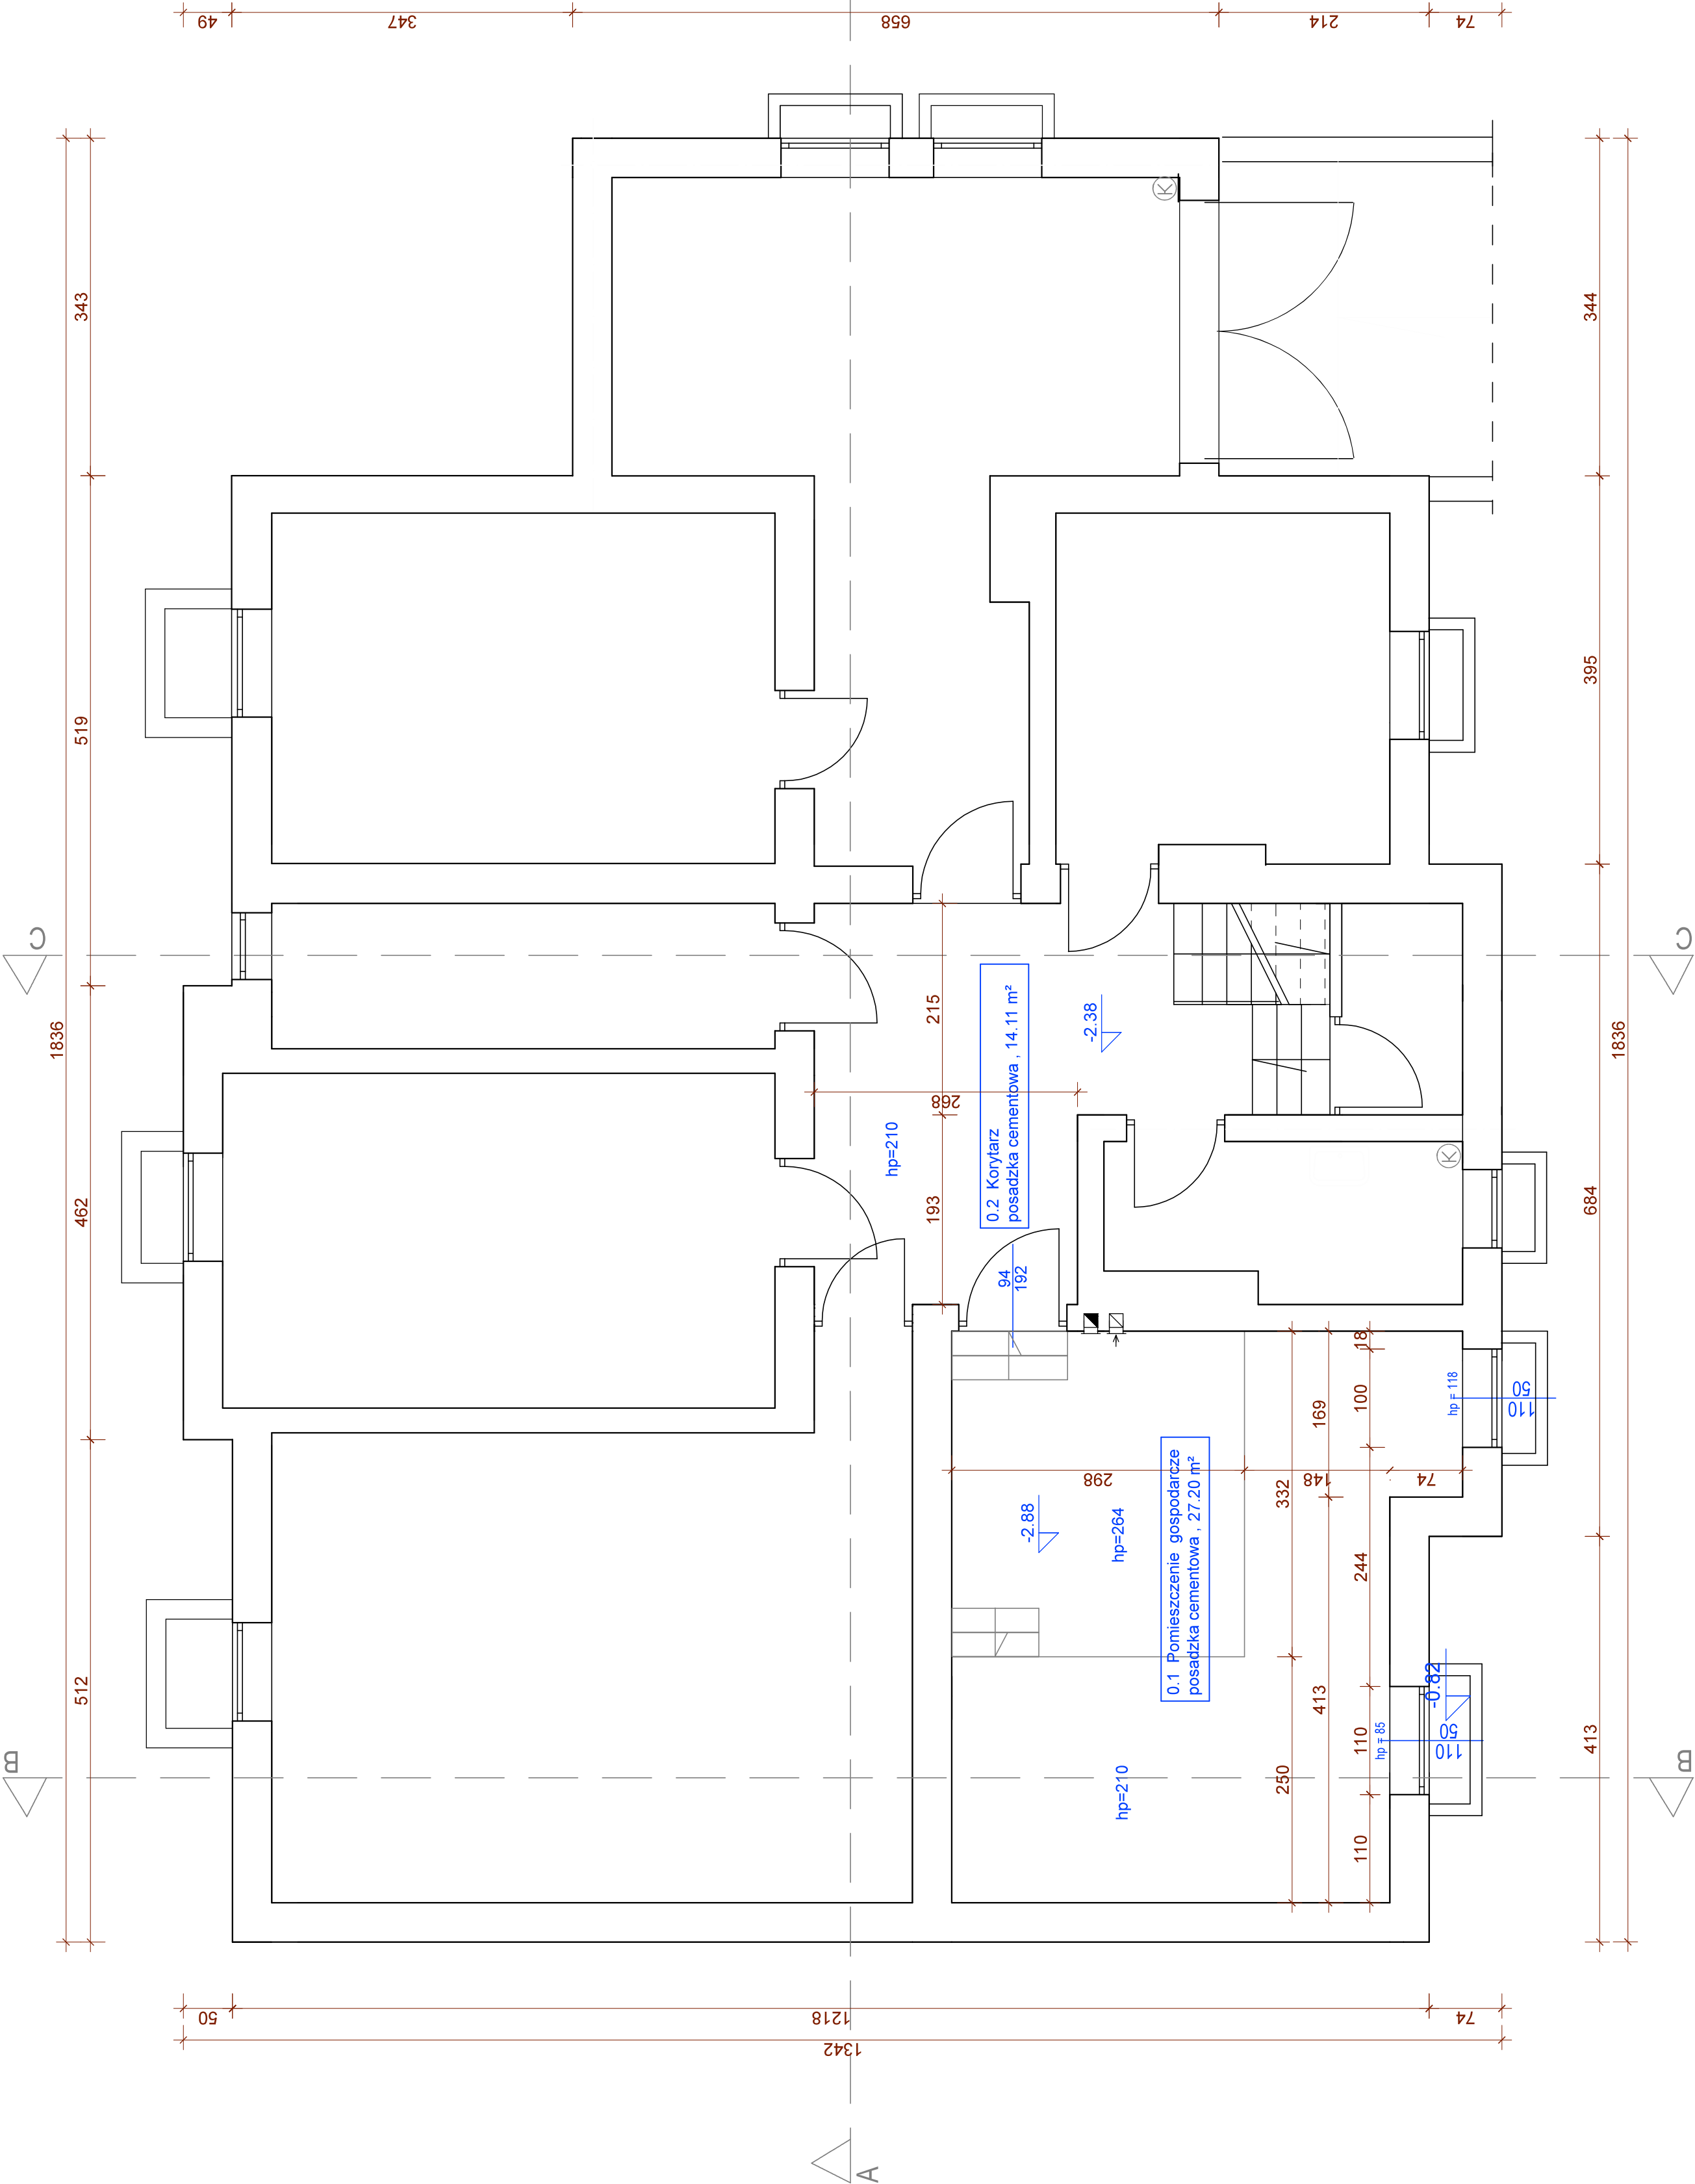 49
347
658
214
74
1836
343
519
462
512
344
395
684
413
1836
C
C
B
B
K
K
215
193
268
-2.38
hp=210
0.2 Korytarz
posadzka cementowa , 14.11 m²
94
192
18
100
169
332
244
413
250
110
110
298
148
74
hp = 118
50
110
-2.88
hp=264
0.1 Pomieszczenie gospodarcze
posadzka cementowa , 27.20 m²
hp=210
hp = 85
50
110
-0.82
50
1218
74
1342
A